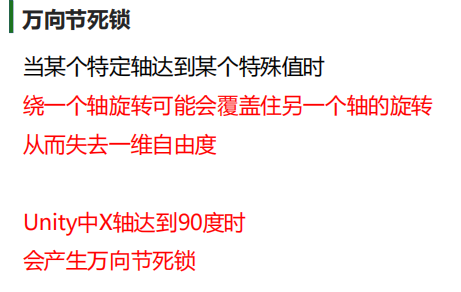 万向节死锁
当某个特定轴达到某个特殊值时
绕一个轴旋转可能会覆盖住另一个轴的旋转
从而失去一维自由度
Unity中X轴达到90度时
会产生万向节死锁